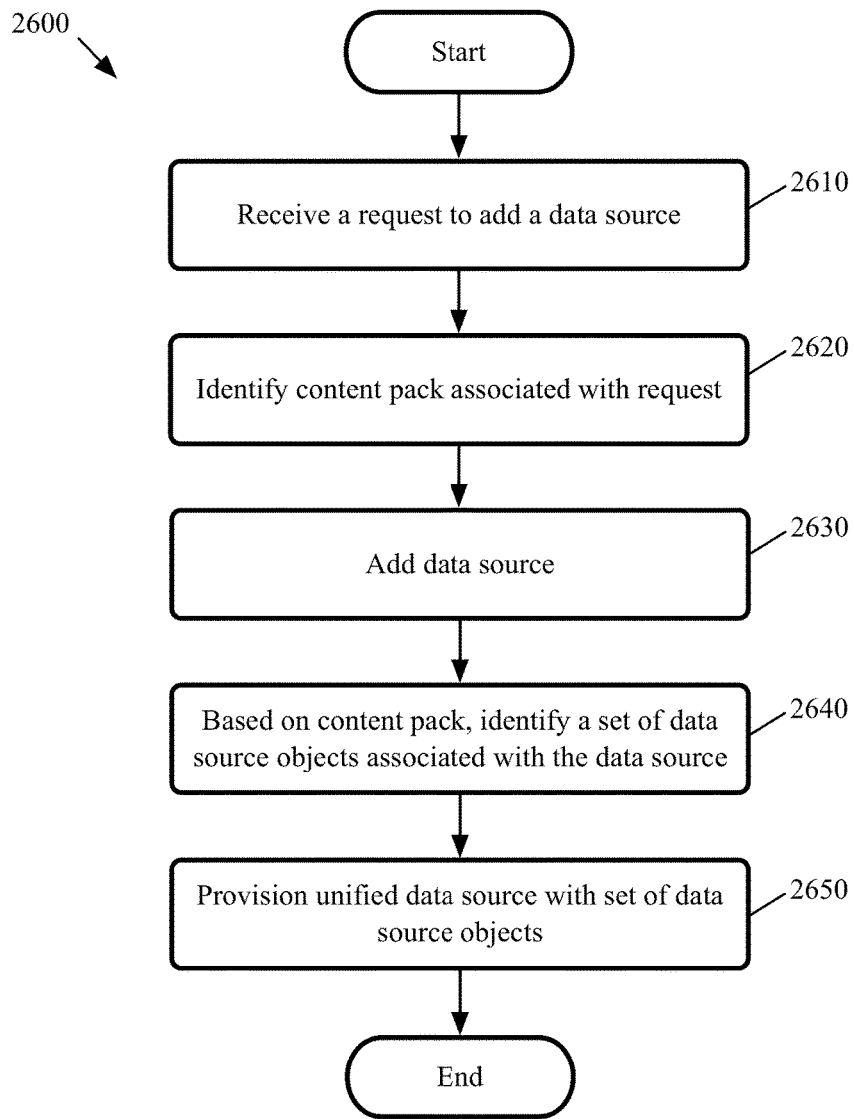 2600
Start
2610
Receive a request to add a data source
2620
Identify content pack associated with request
2630
Add data source
2640
Based on content pack, identify a set of data
source objects associated with the data source
2650
Provision unified data source with set of data
source objects
End